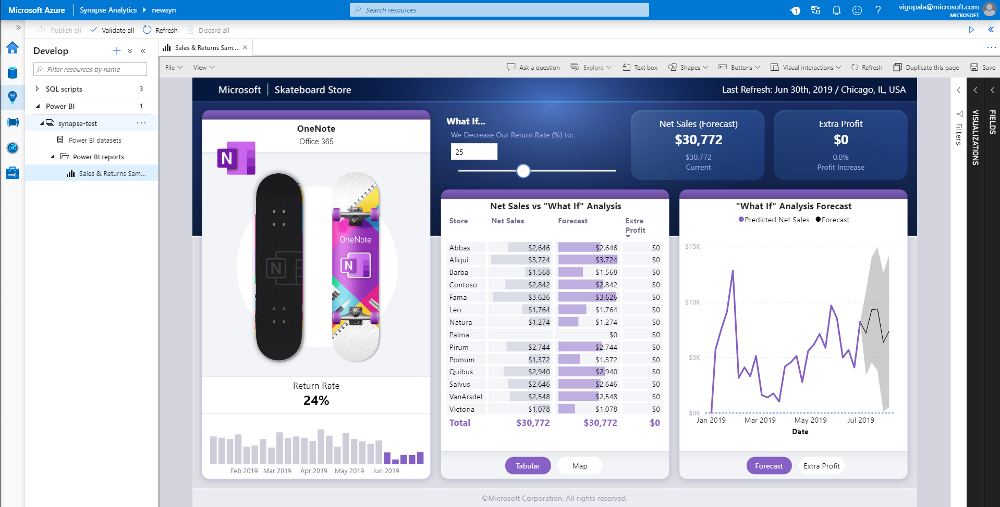 Microsoft Azure
Synapse Analytics
newsyn
Search resources
1
vigopala@microsoft.com
MICROSOFT
Publish all
Validate all
Refresh
Discard all
Develop
Filter resources by name
SQL scripts 3
Power BI 1
synapse-test
Power BI datasets
Power BI reports
Sales & Returns Sam...
Sales & Returns Sam...
File
View
Ask a question
Explore
Text box
Shapes
Buttons
Visual interactions
Refresh
Duplicate this page
Save
Microsoft | Skateboard Store
Last Refresh: Jun 30th, 2019 / Chicago, IL, USA
OneNote
Office 365
N
N
OneNote
N
Return Rate
24%
Feb 2019 Mar 2019 Apr 2019 May 2019 Jun 2019
What If...
We Decrease Our Return Rate (%) to:
25
Net Sales (Forecast)
$30,772
$30,772
Current
Extra Profit
$0
0.0%
Profit Increase
Net Sales vs "What If" Analysis
Store Net Sales Forecast Extra Profit
Abbas $2,646 $2,646 $0
Aliqui $3,724 $3,724 $0
Barba $1,568 $1,568 $0
Contoso $2,842 $2,842 $0
Fama $3,626 $3,626 $0
Leo $1,764 $1,764 $0
Natura $1,274 $1,274 $0
Palma $0 $0
Pirum $2,744 $2,744 $0
Pomum $1,372 $1,372 $0
Quibus $2,940 $2,940 $0
Salvus $2,646 $2,646 $0
VanArsdel $2,548 $2,548 $0
Victoria $1,078 $1,078 $0
Total $30,772 $30,772 $0
Tabular
Map
"What If" Analysis Forecast
Predicted Net Sales Forecast
$15K
$10K
$5K
$0K
Jan 2019 Mar 2019 May 2019 Jul 2019
Date
Forecast
Extra Profit
Filters
VISUALIZATIONS
FIELDS
©Microsoft Corporation. All rights reserved.